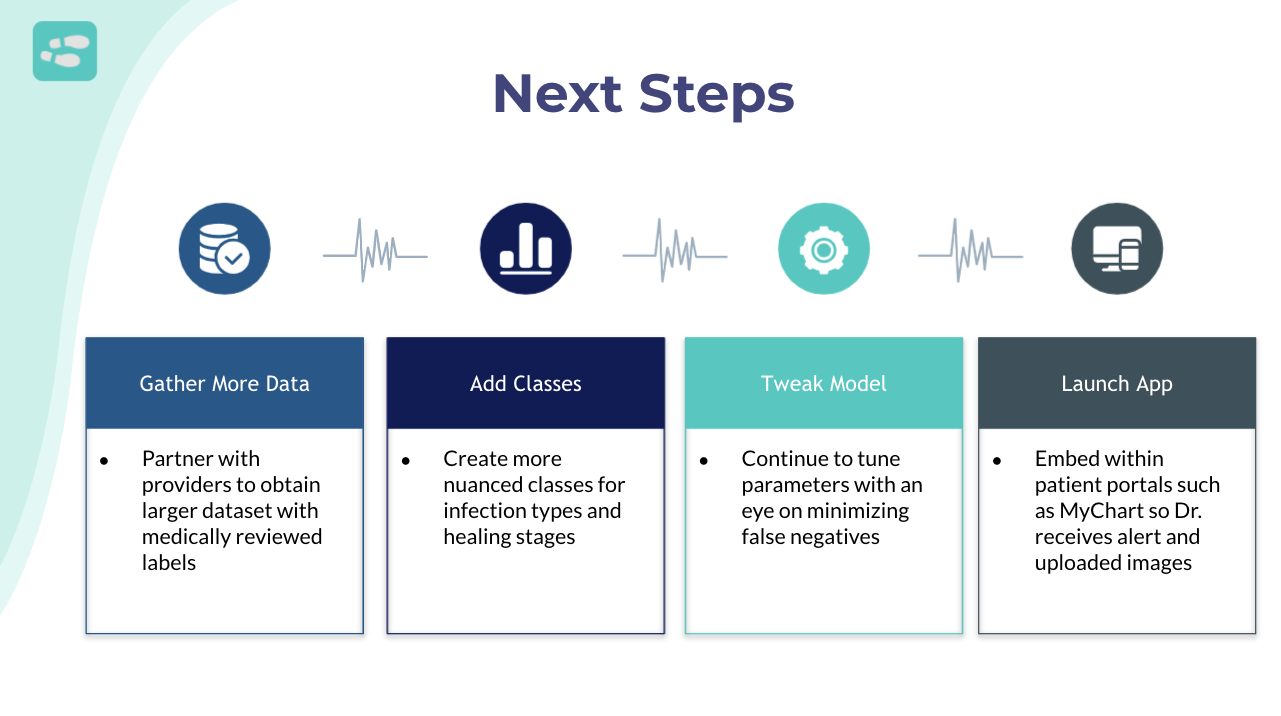 Next Steps
Gather More Data
● Partner with
providers to obtain
larger dataset with
medically reviewed
labels
Add Classes
● Create more
nuanced classes for
infection types and
healing stages
Tweak Model
● Continue to tune
parameters with an
eye on minimizing
false negatives
Launch App
● Embed within
patient portals such
as MyChart so Dr.
receives alert and
uploaded images